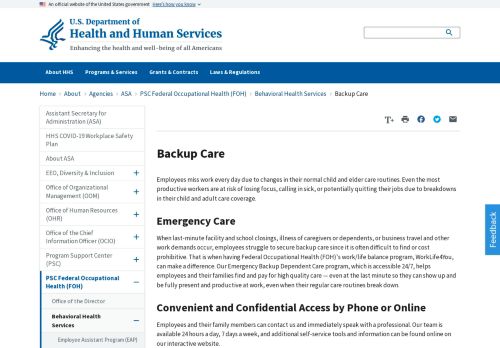 An official website of the United States government Here's how you know
U.S. Department of
Health and Human Services
Enhancing the health and well-being of all Americans
About HHS Programs & Services Grants & Contracts Laws & Regulations
Home > About > Agencies > ASA > PSC Federal Occupational Health (FOH) > Behavioral Health Services > Backup Care
Assistant Secretary for
Administration (ASA)
HHS COVID-19 Workplace Safety
Plan
About ASA
EEO, Diversity & Inclusion +
Office of Organizational
Management (OOM) +
Office of Human Resources
(OHR) +
Office of the Chief
Information Officer (OCIO) +
Program Support Center
(PSC) +
PSC Federal Occupational
Health (FOH) −
Office of the Director
Behavioral Health
Services −
Employee Assistant Program (EAP)
T+
Backup Care
Employees miss work every day due to changes in their normal child and elder care routines. Even the
most productive workers are at risk of losing focus, calling in sick, or potentially quitting their jobs due to breakdowns
in their child and adult care coverage.
Emergency Care
When last-minute facility and school closings, illness of caregivers or dependents, or business travel and other
work demands occur, employees struggle to secure backup care since it is often difficult to find or cost
prohibitive. That is when having Federal Occupational Health (FOH)'s work/life balance program, WorkLife4You,
can make a difference. Our Emergency Backup Dependent Care program, which is accessible 24/7, helps
employees and their families find and pay for high quality care — even at the last minute so they can show up and
be fully present and productive at work, even when their regular care routines break down.
Convenient and Confidential Access by Phone or Online
Employees and their family members can contact us and immediately speak with a professional. Our team is
available 24 hours a day, 7 days a week, and additional self-service tools and information can be found online on
our interactive website.
Feedback